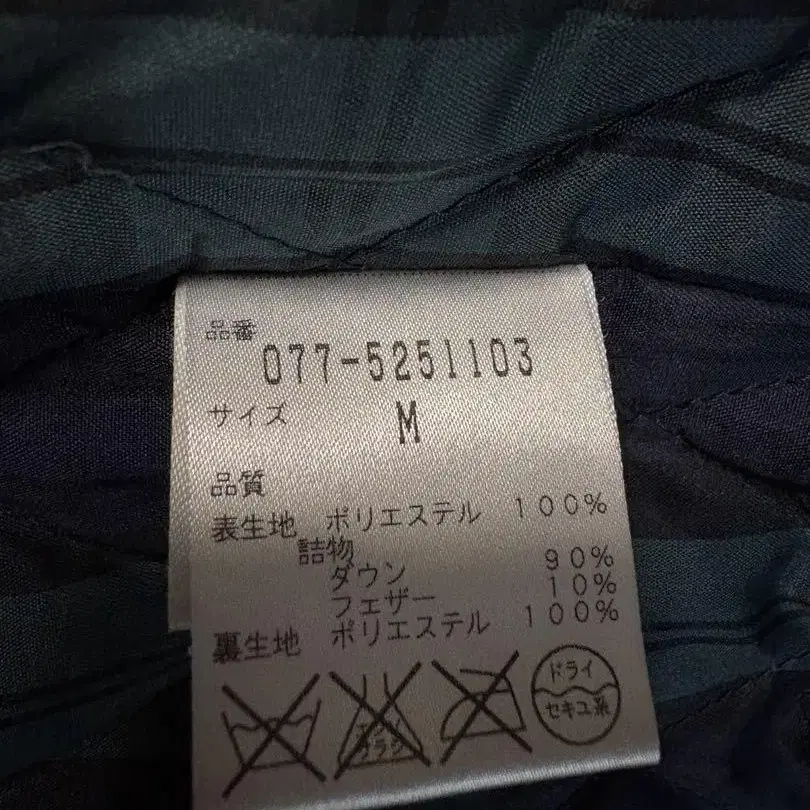 品番
077-5251103
サイズ M
品質
表生地 ポリエステル 100%
詰物
ダウン 90%
フェザー 10%
裏生地 ポリエステル 100%
ドライ
セキユ系